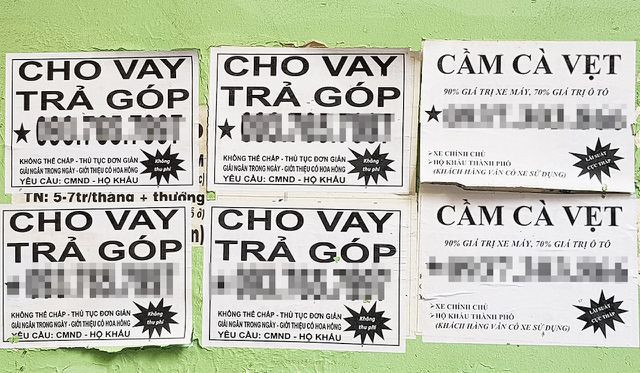 CHO VAY
TRẢ GÓP
KHÔNG THẾ CHẤP - THỦ TỤC ĐƠN GIẢN
GIẢI NGÂN TRONG NGÀY - GIỚI THIỆU CÓ HOA HỒNG
YÊU CẦU: CMND - HỘ KHẨU
Không
thu phí
CHO VAY
TRẢ GÓP
KHÔNG THẾ CHẤP - THỦ TỤC ĐƠN GIẢN
GIẢI NGÂN TRONG NGÀY - GIỚI THIỆU CÓ HOA HỒNG
YÊU CẦU: CMND - HỘ KHẨU
Không
thu phí
CẦM CÀ VẸT
90% GIÁ TRỊ XE MÁY, 70% GIÁ TRỊ Ô TÔ
XE CHÍNH CHỦ
HỘ KHẨU THÀNH PHỐ
(KHÁCH HÀNG VẪN CÓ XE SỬ DỤNG)
LÃI SUẤT
CỰC THẤP
TN: 5-7tr/tháng + thưởng
CHO VAY
TRẢ GÓP
KHÔNG THẾ CHẤP - THỦ TỤC ĐƠN GIẢN
GIẢI NGÂN TRONG NGÀY - GIỚI THIỆU CÓ HOA HỒNG
YÊU CẦU: CMND - HỘ KHẨU
Không
thu phí
CHO VAY
TRẢ GÓP
KHÔNG THẾ CHẤP - THỦ TỤC ĐƠN GIẢN
GIẢI NGÂN TRONG NGÀY - GIỚI THIỆU CÓ HOA HỒNG
YÊU CẦU: CMND - HỘ KHẨU
Không
thu phí
CẦM CÀ VẸT
90% GIÁ TRỊ XE MÁY, 70% GIÁ TRỊ Ô TÔ
XE CHÍNH CHỦ
HỘ KHẨU THÀNH PHỐ
(KHÁCH HÀNG VẪN CÓ XE SỬ DỤNG)
LÃI SUẤT
CỰC THẤP